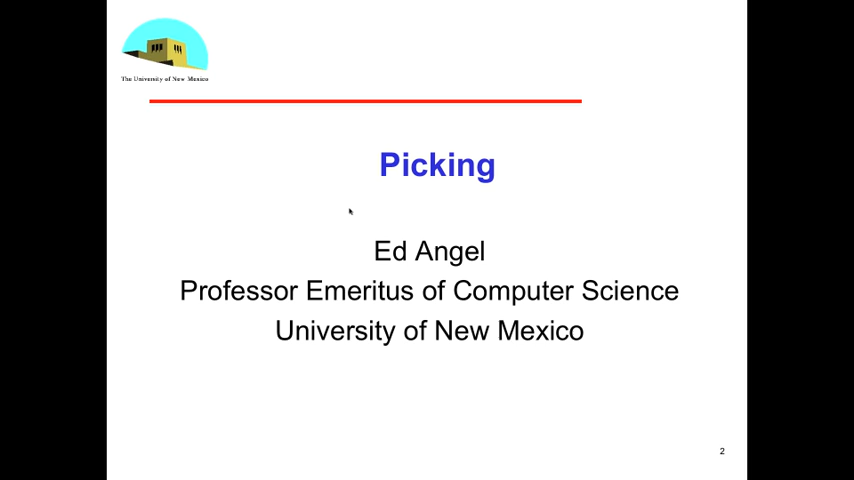 The University of New Mexico
Picking
Ed Angel
Professor Emeritus of Computer Science
University of New Mexico
2